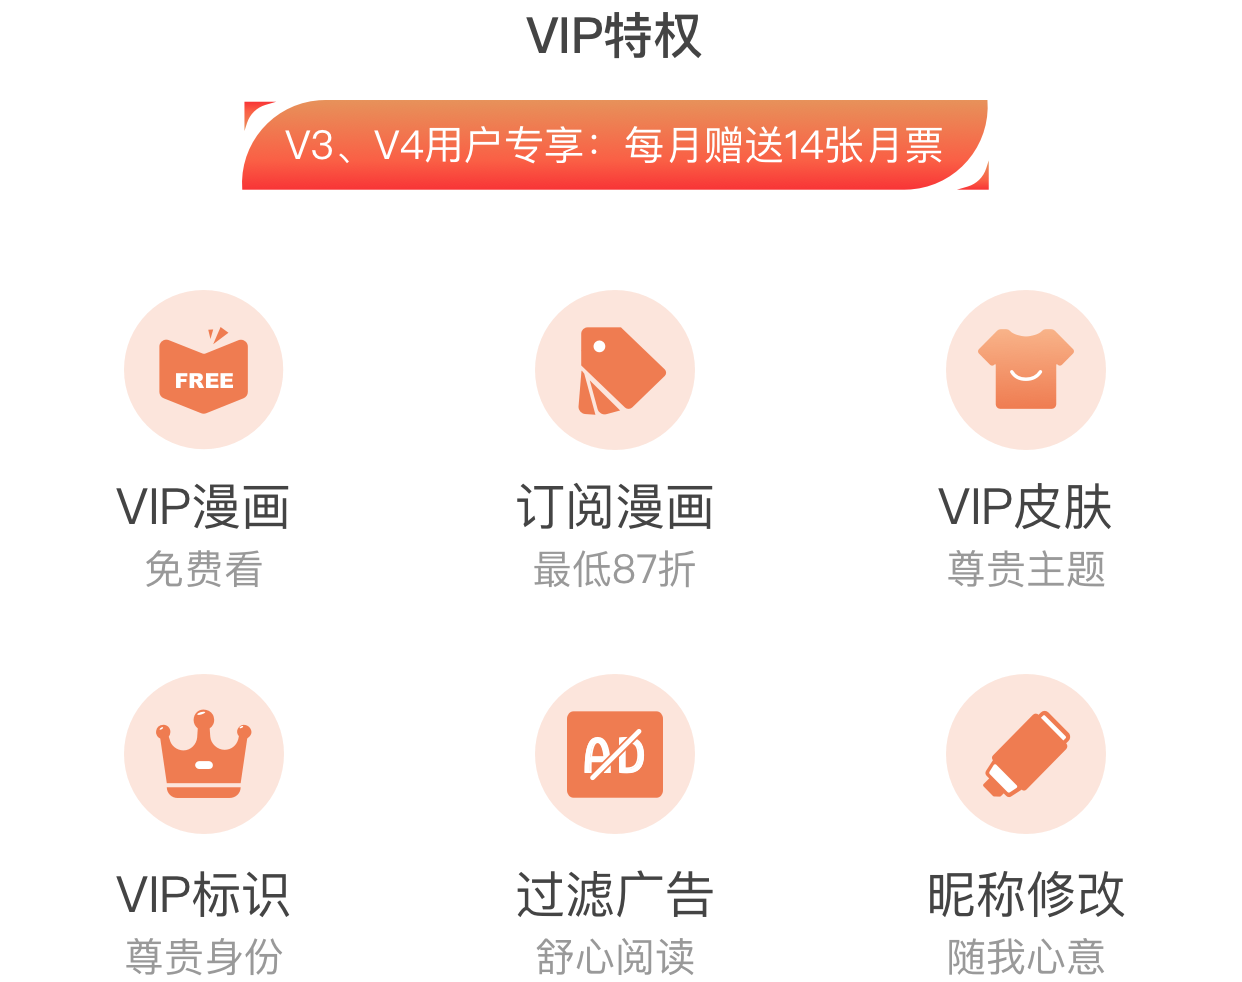 VIP特权
V3、V4用户专享：每月赠送14张月票
FREE
VIP漫画
免费看
订阅漫画
最低87折
VIP皮肤
尊贵主题
VIP标识
尊贵身份
AD
过滤广告
舒心阅读
昵称修改
随我心意